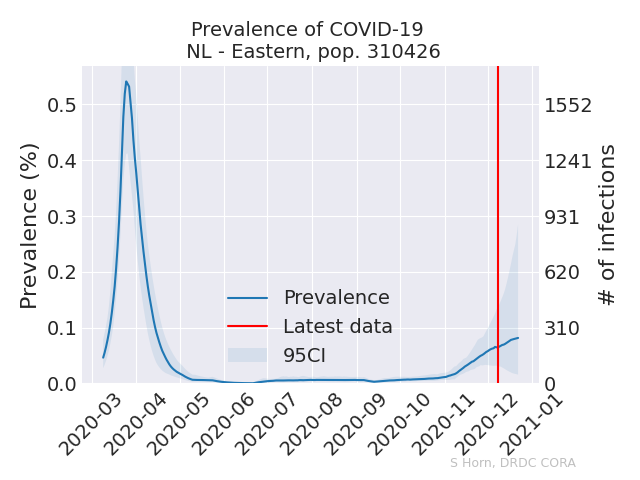 Prevalence of COVID-19
NL - Eastern, pop. 310426
Prevalence (%)
0.5
0.4
0.3
0.2
0.1
0.0
1552
1241
931
620
310
0
# of infections
Prevalence
Latest data
95CI
2020-03
2020-04
2020-05
2020-06
2020-07
2020-08
2020-09
2020-10
2020-11
2020-12
2021-01
S Horn, DRDC CORA